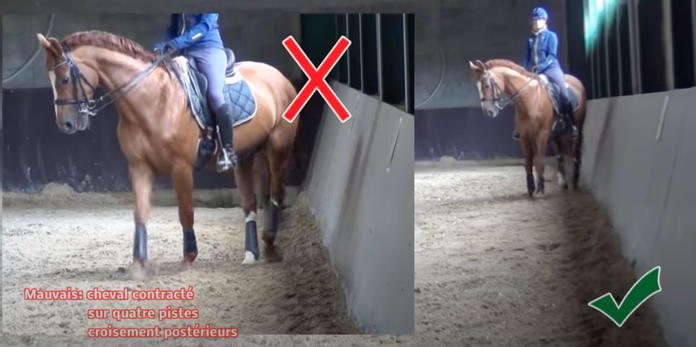 Mauvais: cheval contracté
sur quatre pistes
croisement postérieurs